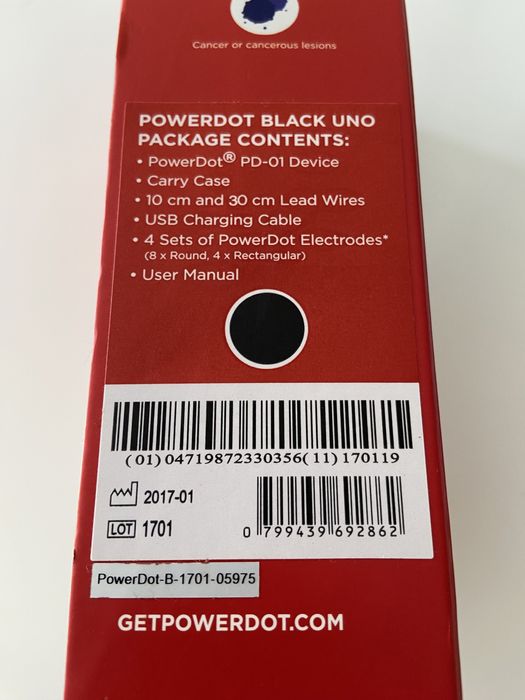 Cancer or cancerous lesions
POWERDOT BLACK UNO
PACKAGE CONTENTS:
• PowerDot® PD-01 Device
• Carry Case
• 10 cm and 30 cm Lead Wires
• USB Charging Cable
• 4 Sets of PowerDot Electrodes*
(8 x Round, 4 x Rectangular)
• User Manual
(01)04719872330356(11)170119
2017-01
LOT 1701
0 799439 692862
PowerDot-B-1701-05975
GETPOWERDOT.COM